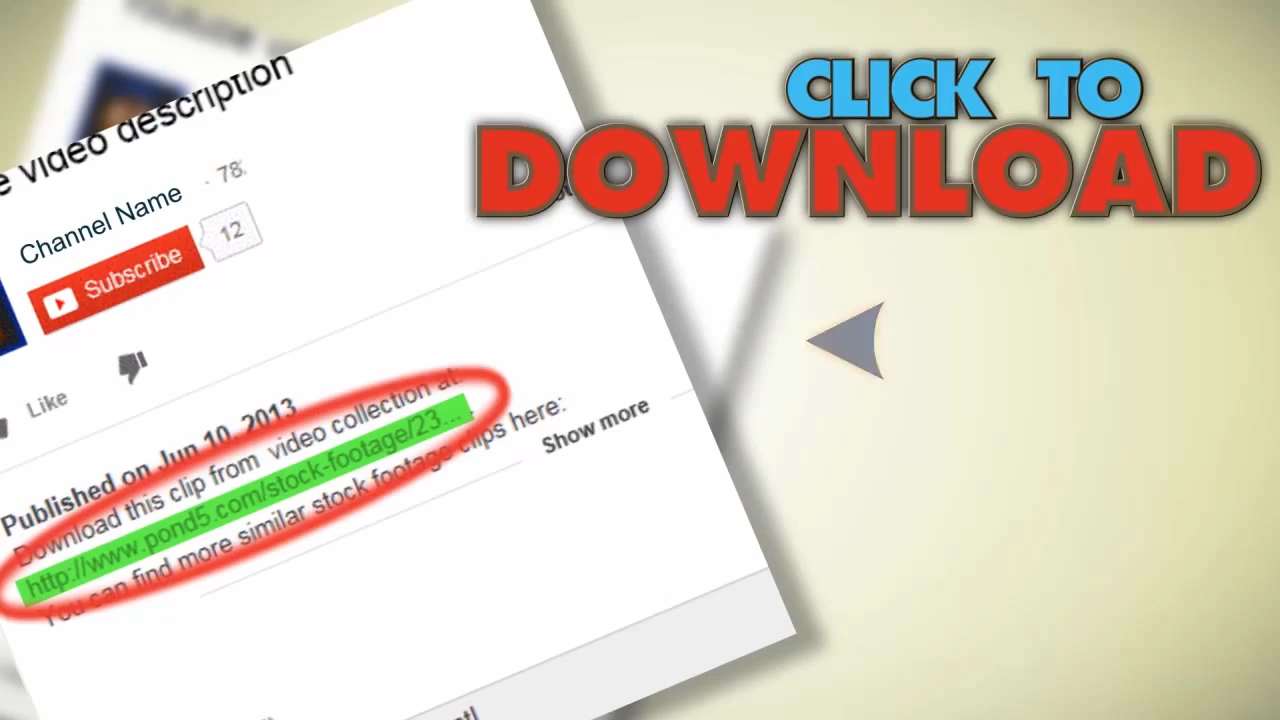 CLICK TO
DOWNLOAD
e video description
Channel Name
78
Subscribe
12
Like
Published on Jun 10, 2013
Download this clip from video collection at:
http://www.pond5.com/stock-footage/23...
You can find more similar stock footage clips here:
Show more